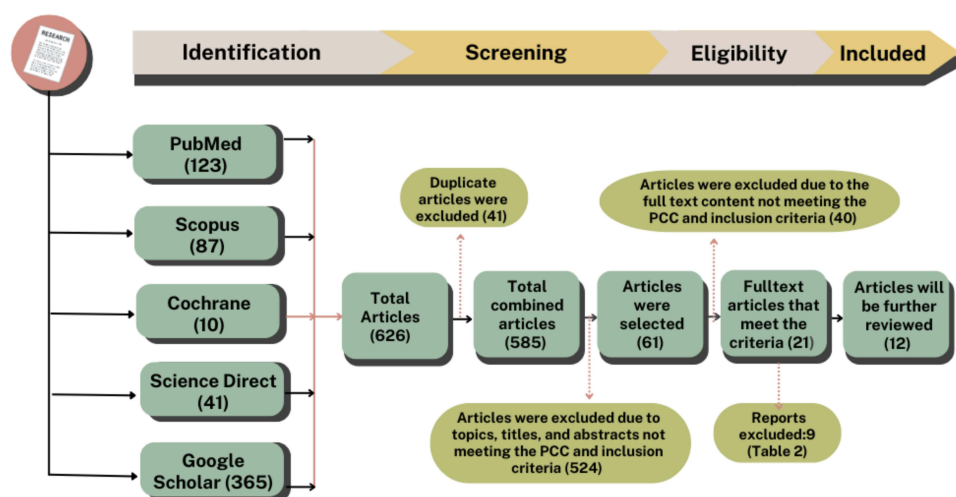 RESEARCH
Identification
Screening
Eligibility
Included
PubMed
(123)
Scopus
(87)
Cochrane
(10)
Science Direct
(41)
Google
Scholar (365)
Total
Articles
(626)
Duplicate
articles were
excluded (41)
Total
combined
articles
(585)
Articles were excluded due to
topics, titles, and abstracts not
meeting the PCC and inclusion
criteria (524)
Articles
were
selected
(61)
Articles were excluded due to the
full text content not meeting the
PCC and inclusion criteria (40)
Fulltext
articles that
meet the
criteria (21)
Reports
excluded:9
(Table 2)
Articles will
be further
reviewed
(12)